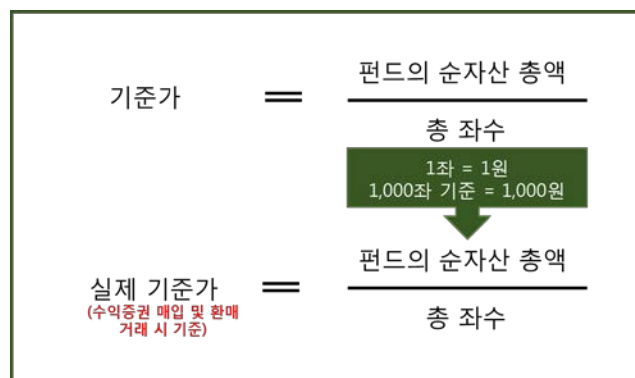 기준가 = 펀드의 순자산 총액
총 좌수
1좌 = 1원
1,000좌 기준 = 1,000원
실제 기준가 = 펀드의 순자산 총액
(수익증권 매입 및 환매
거래 시 기준)
총 좌수